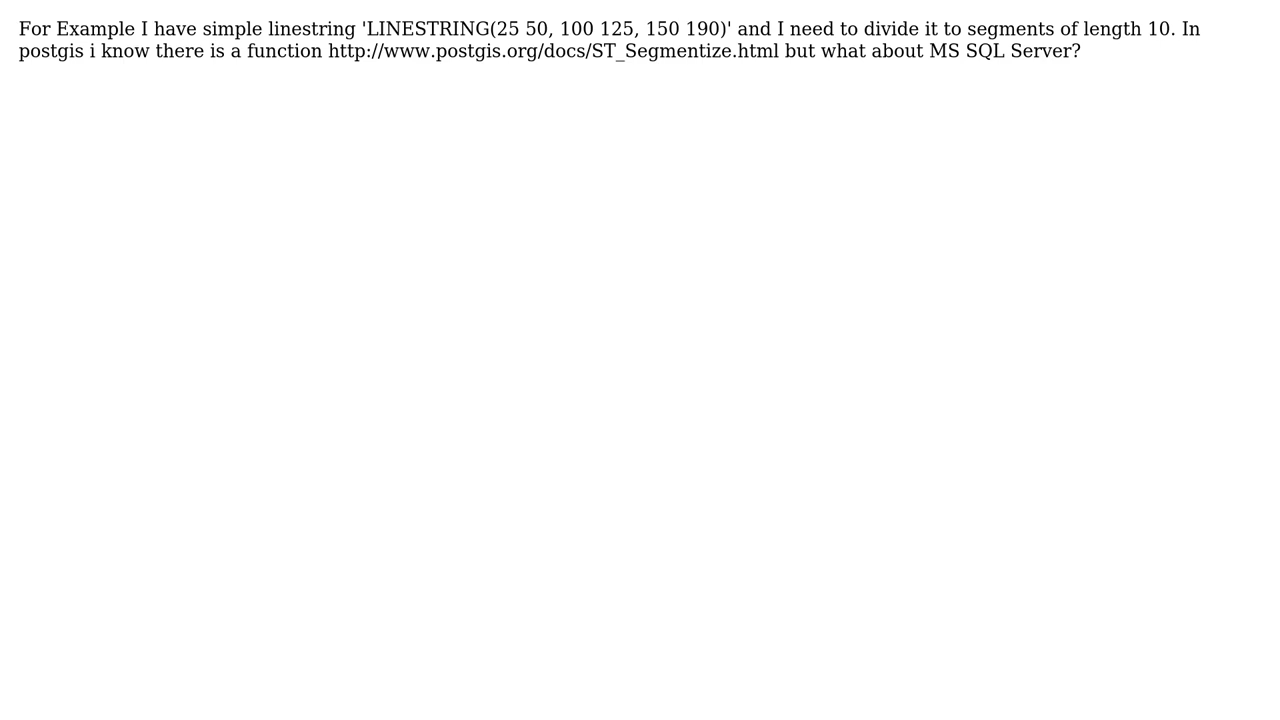 For Example I have simple linestring 'LINESTRING(25 50, 100 125, 150 190)' and I need to divide it to segments of length 10. In
postgis i know there is a function http://www.postgis.org/docs/ST_Segmentize.html but what about MS SQL Server?